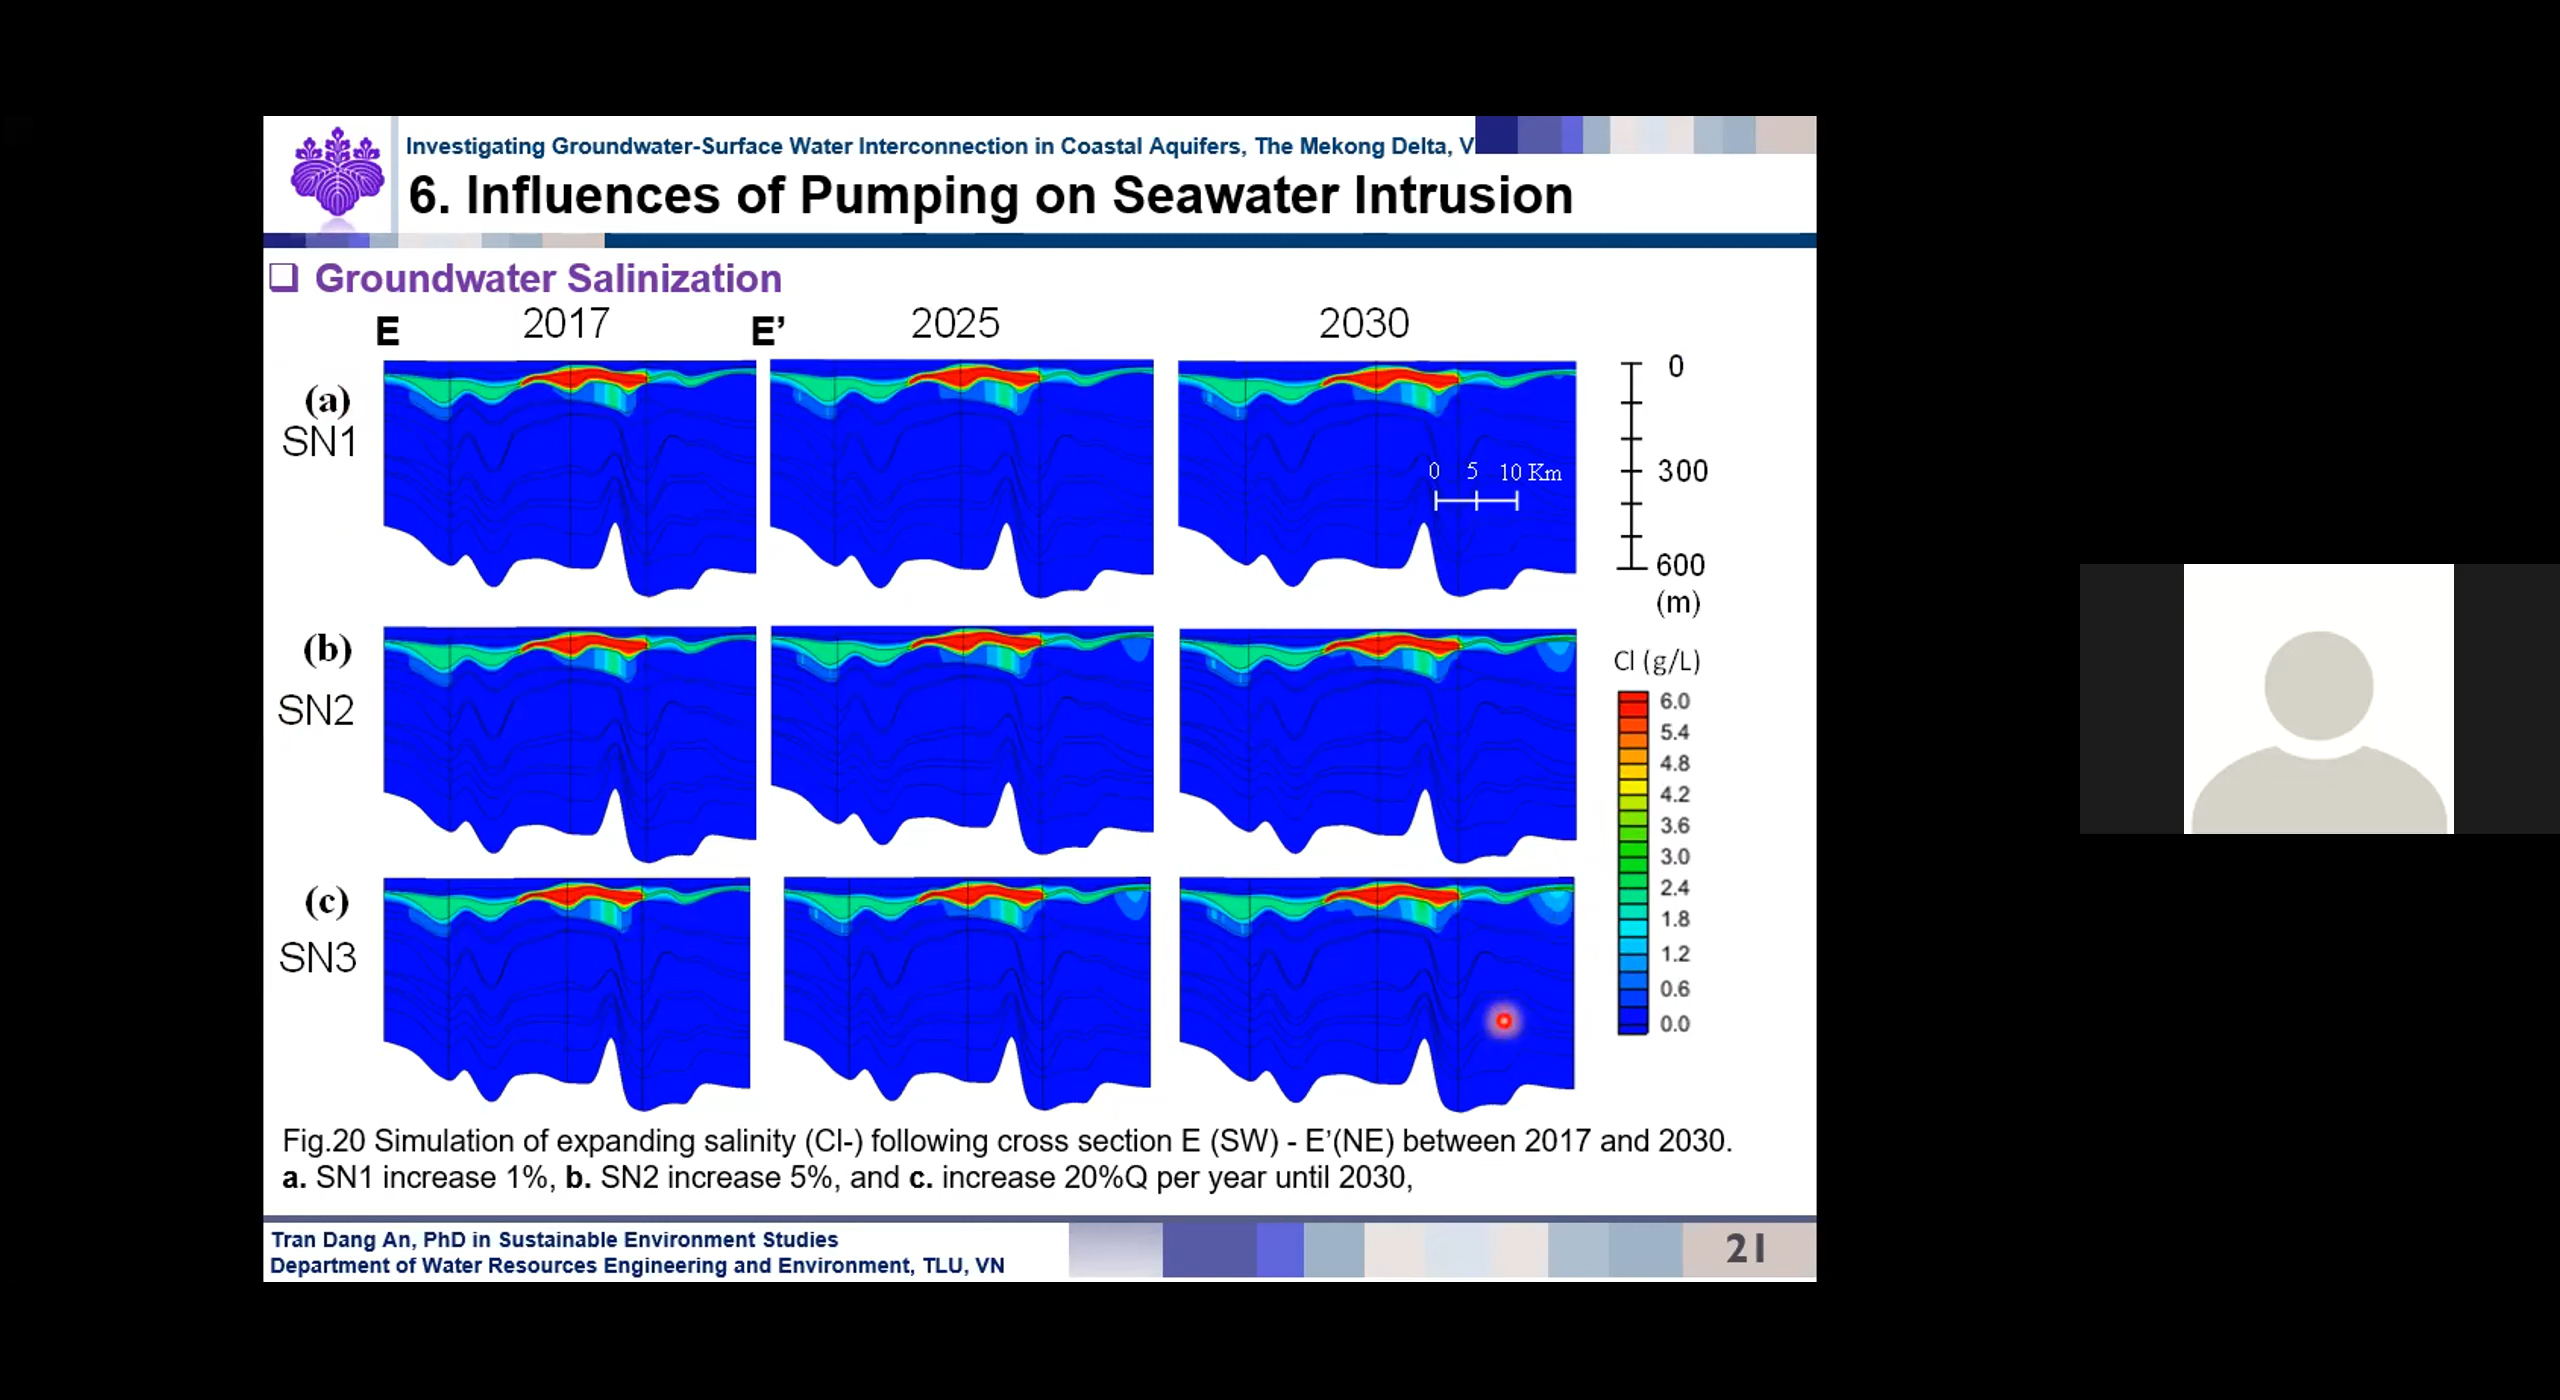 Investigating Groundwater-Surface Water Interconnection in Coastal Aquifers, The Mekong Delta, V
6. Influences of Pumping on Seawater Intrusion
Groundwater Salinization
E 2017 E’ 2025 2030
(a)
SN1
0 5 10 Km
0
300
600
(m)
(b)
SN2
Cl (g/L)
6.0
5.4
4.8
4.2
3.6
3.0
2.4
1.8
1.2
0.6
0.0
(c)
SN3
Fig.20 Simulation of expanding salinity (Cl-) following cross section E (SW) - E’(NE) between 2017 and 2030.
a. SN1 increase 1%, b. SN2 increase 5%, and c. increase 20%Q per year until 2030,
Tran Dang An, PhD in Sustainable Environment Studies
Department of Water Resources Engineering and Environment, TLU, VN
21